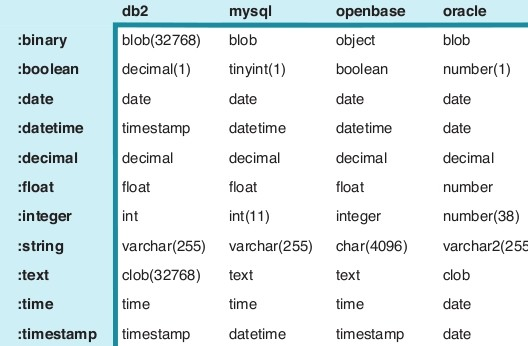 db2 mysql openbase oracle
:binary blob(32768) blob object blob
:boolean decimal(1) tinyint(1) boolean number(1)
:date date date date date
:datetime timestamp datetime datetime date
:decimal decimal decimal decimal decimal
:float float float float number
:integer int int(11) integer number(38)
:string varchar(255) varchar(255) char(4096) varchar2(255
:text clob(32768) text text clob
:time time time time date
:timestamp timestamp datetime timestamp date